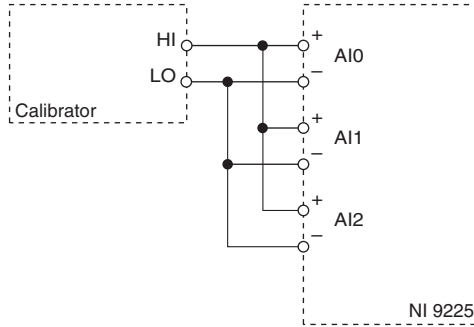 HI
LO
Calibrator
+
AI0
–
+
AI1
–
+
AI2
–
NI 9225